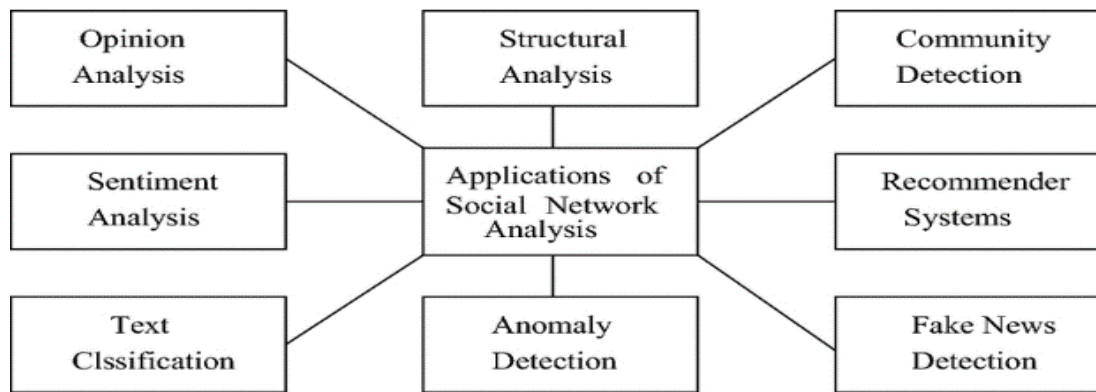 Opinion
Analysis
Structural
Analysis
Community
Detection
Sentiment
Analysis
Applications of
Social Network
Analysis
Recommender
Systems
Text
Clssification
Anomaly
Detection
Fake News
Detection